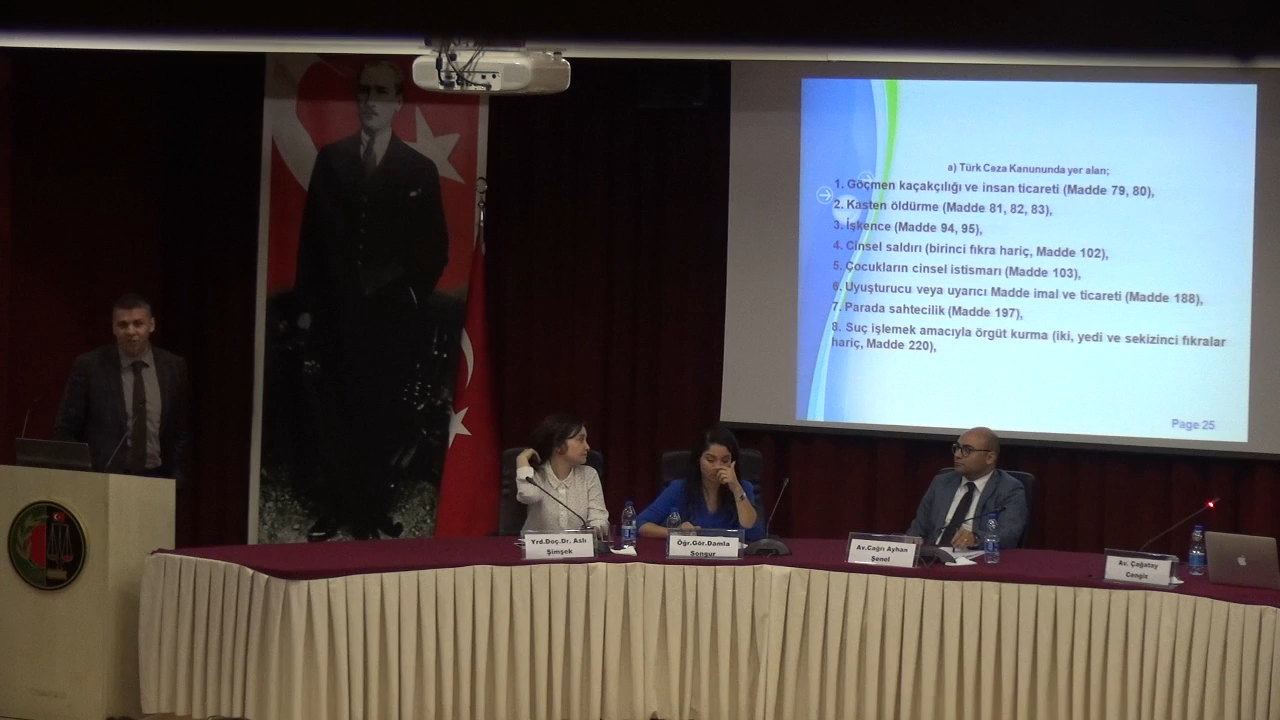 a) Türk Ceza Kanununda yer alan;
1. Göçmen kaçakçılığı ve insan ticareti (Madde 79, 80),
2. Kasten öldürme (Madde 81, 82, 83),
3. İşkence (Madde 94, 95),
4. Cinsel saldırı (birinci fıkra hariç, Madde 102),
5. Çocukların cinsel istismarı (Madde 103),
6. Uyuşturucu veya uyarıcı Madde imal ve ticareti (Madde 188),
7. Parada sahtecilik (Madde 197),
8. Suç işlemek amacıyla örgüt kurma (iki, yedi ve sekizinci fıkralar
hariç, Madde 220),
Page 25
Yrd.Doç.Dr. Aslı
Şimşek
Öğr.Gör.Damla
Songur
Av.Cağrı Ayhan
Şenel
Av. Çağatay
Cengiz